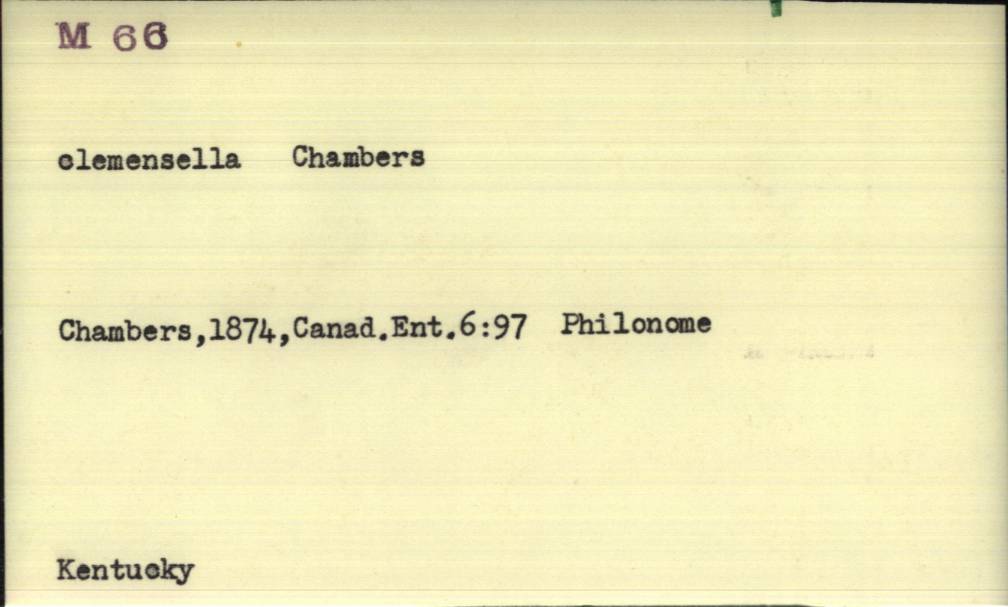 M 66
clemensella Chambers
Chambers,1874,Canad.Ent.6:97 Philonome
Kentucky